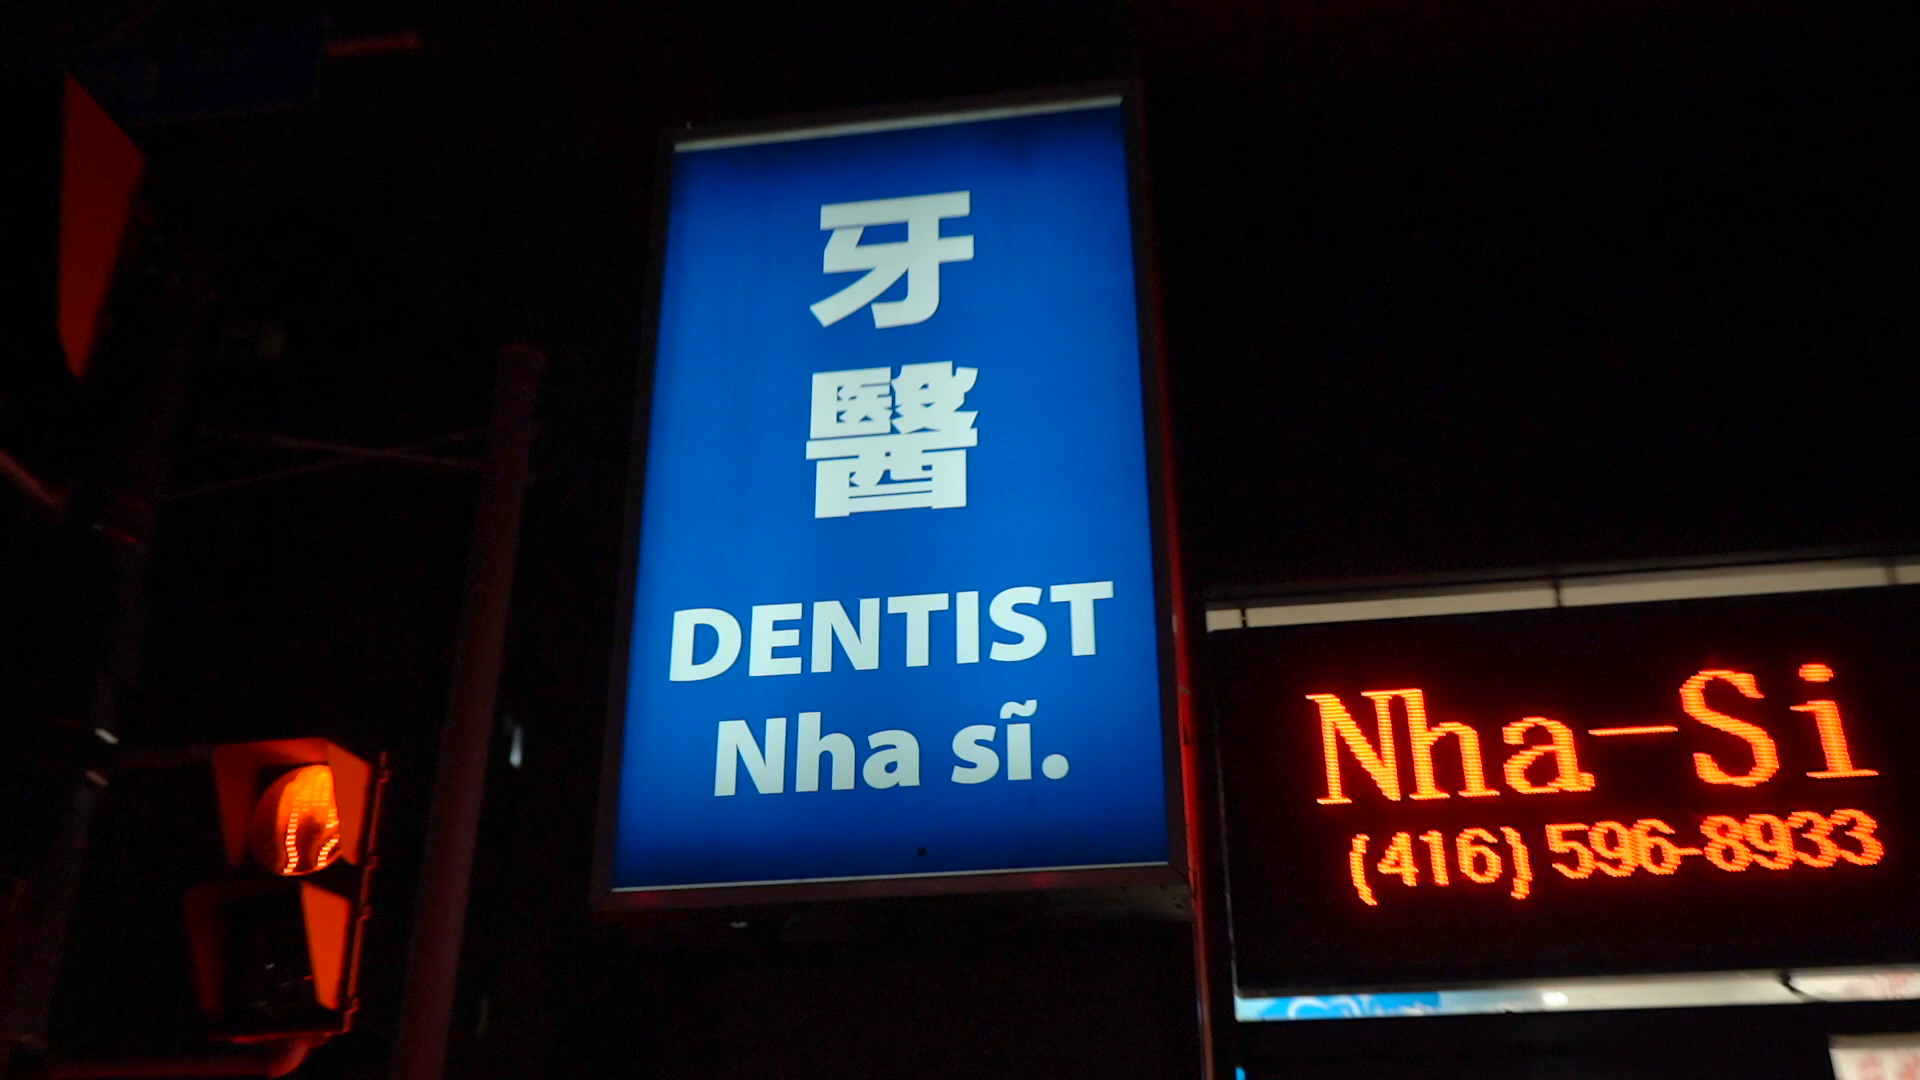 牙
醫
DENTIST
Nha sĩ.
Nha-Si
(416) 596-8933